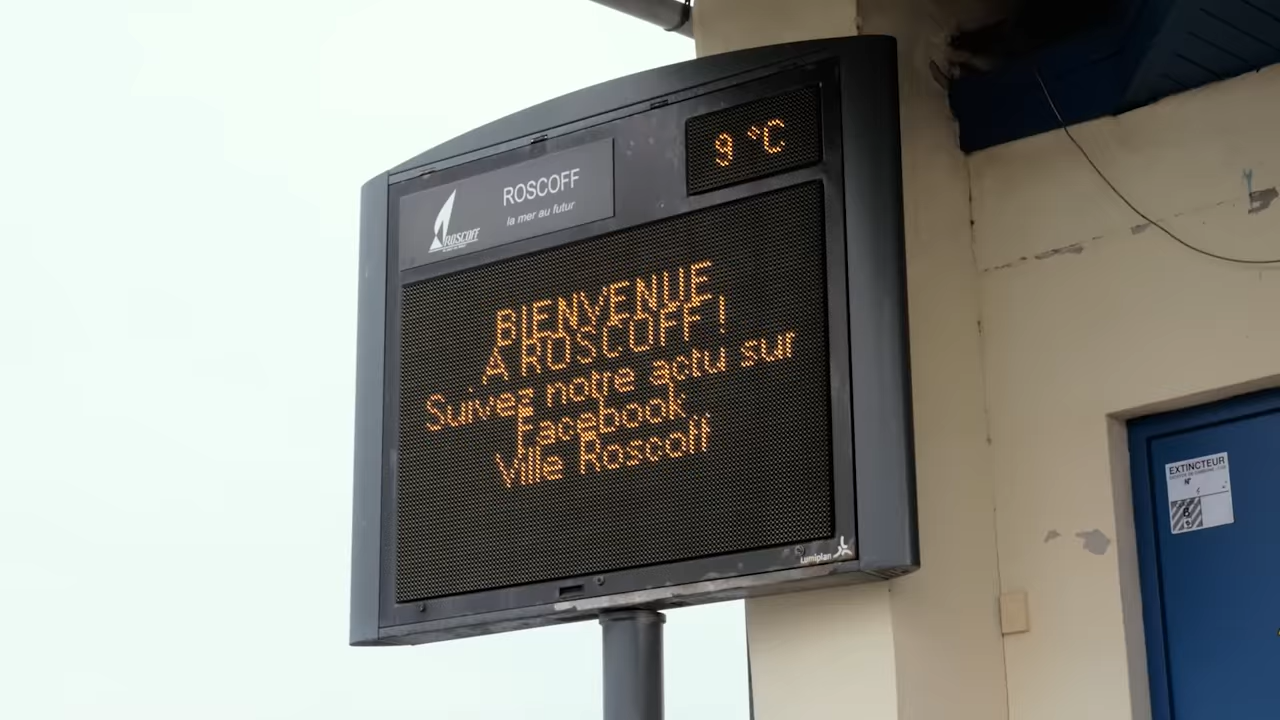 ROSCOFF
la mer au futur
ROSCOFF
9 °C
BIENVENUE
A ROSCOFF !
Suivez notre actu sur
Facebook
Ville Roscoff
Lumiplan
EXTINCTEUR
N°